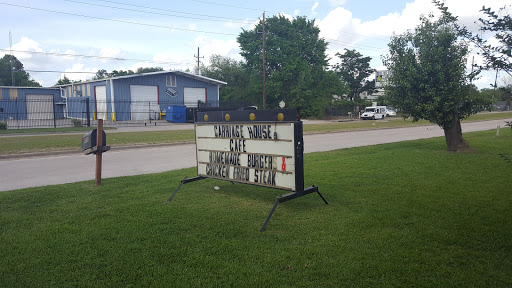 CARRIAGE HOUSE
CAFE
HOMEMADE BURGER &
CHICKEN FRIED STEAK